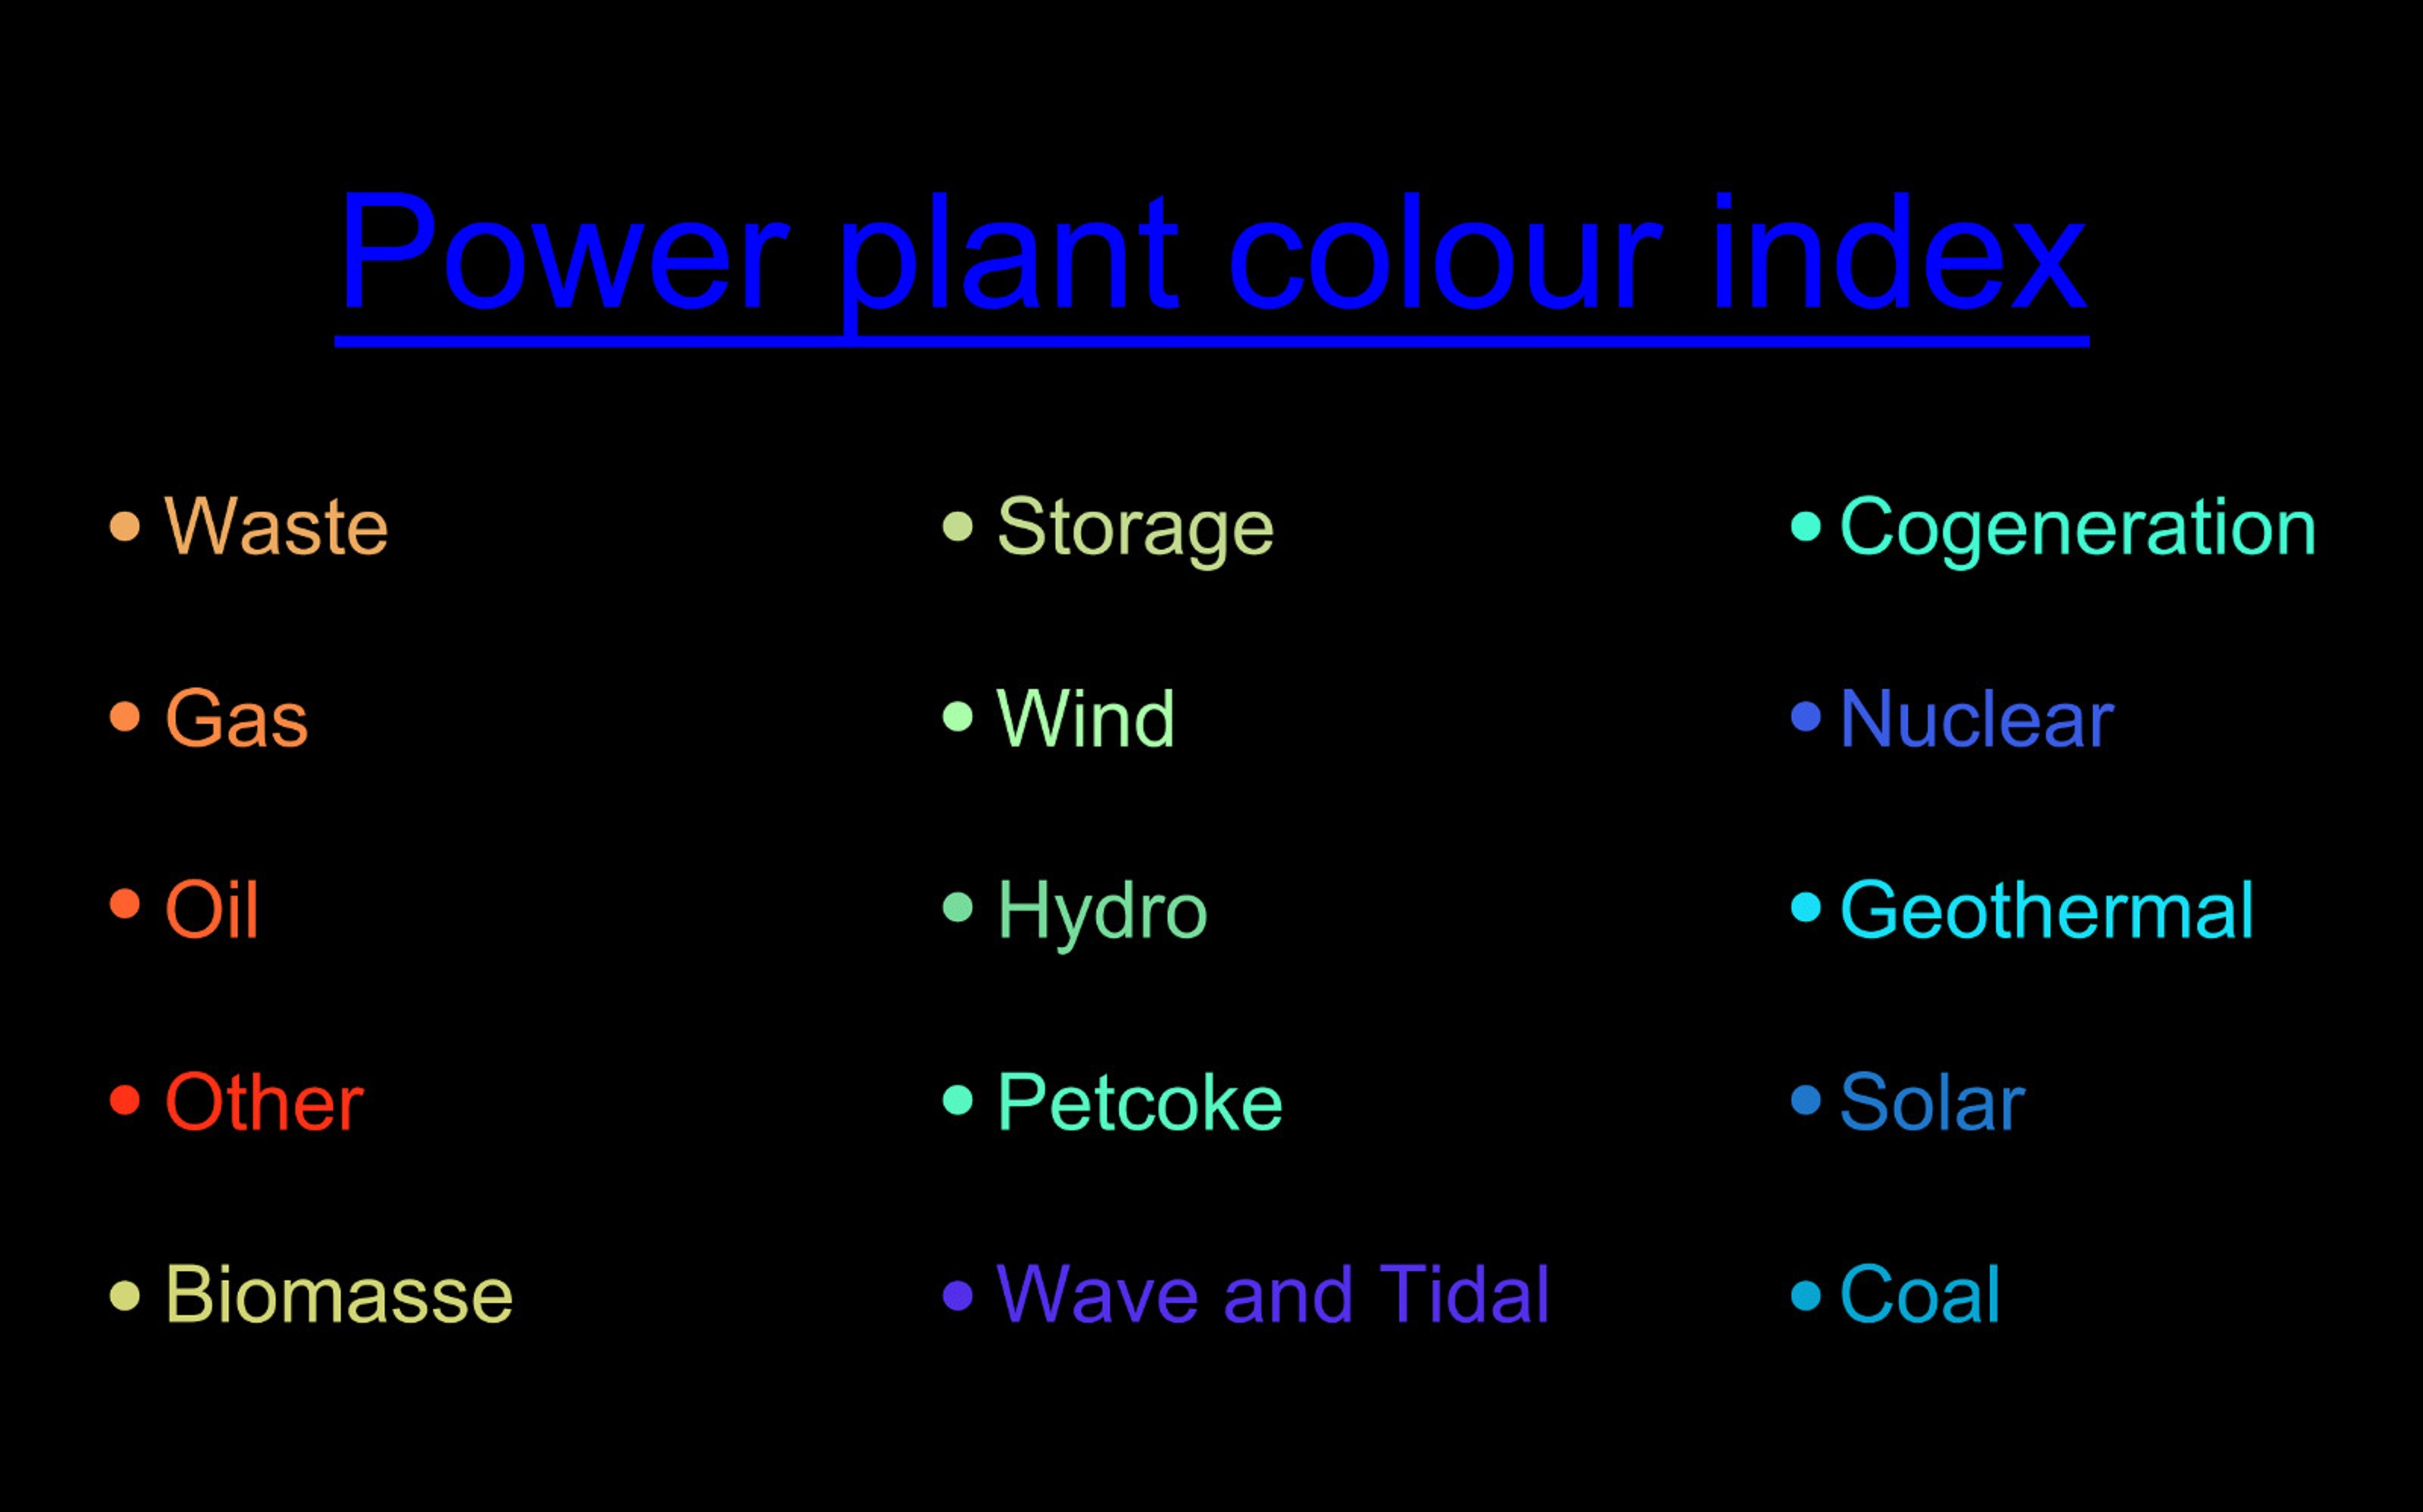 Power plant colour index
Waste
Gas
Oil
Other
Biomasse
Storage
Wind
Hydro
Petcoke
Wave and Tidal
Cogeneration
Nuclear
Geothermal
Solar
Coal